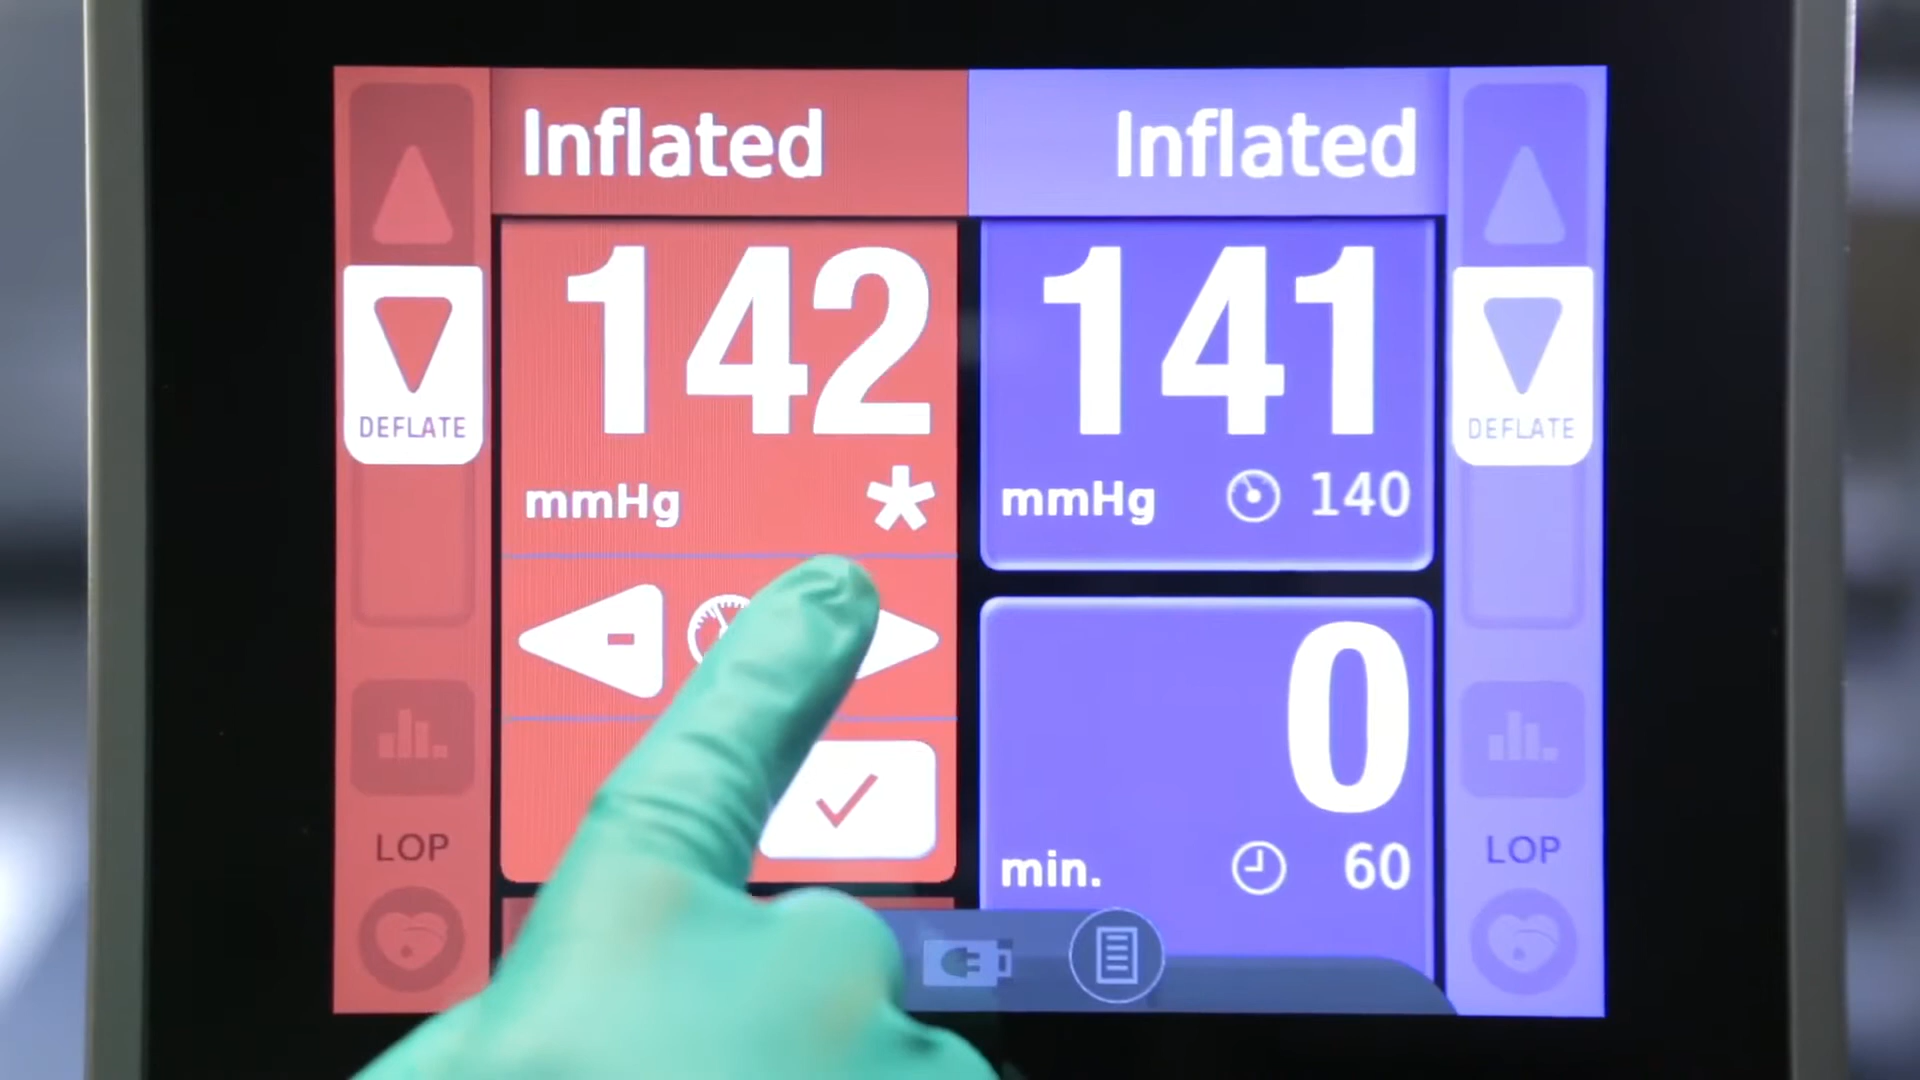 Inflated
142
mmHg *
DEFLATE
-
LOP
Inflated
141
mmHg 140
DEFLATE
0
min. 60
LOP